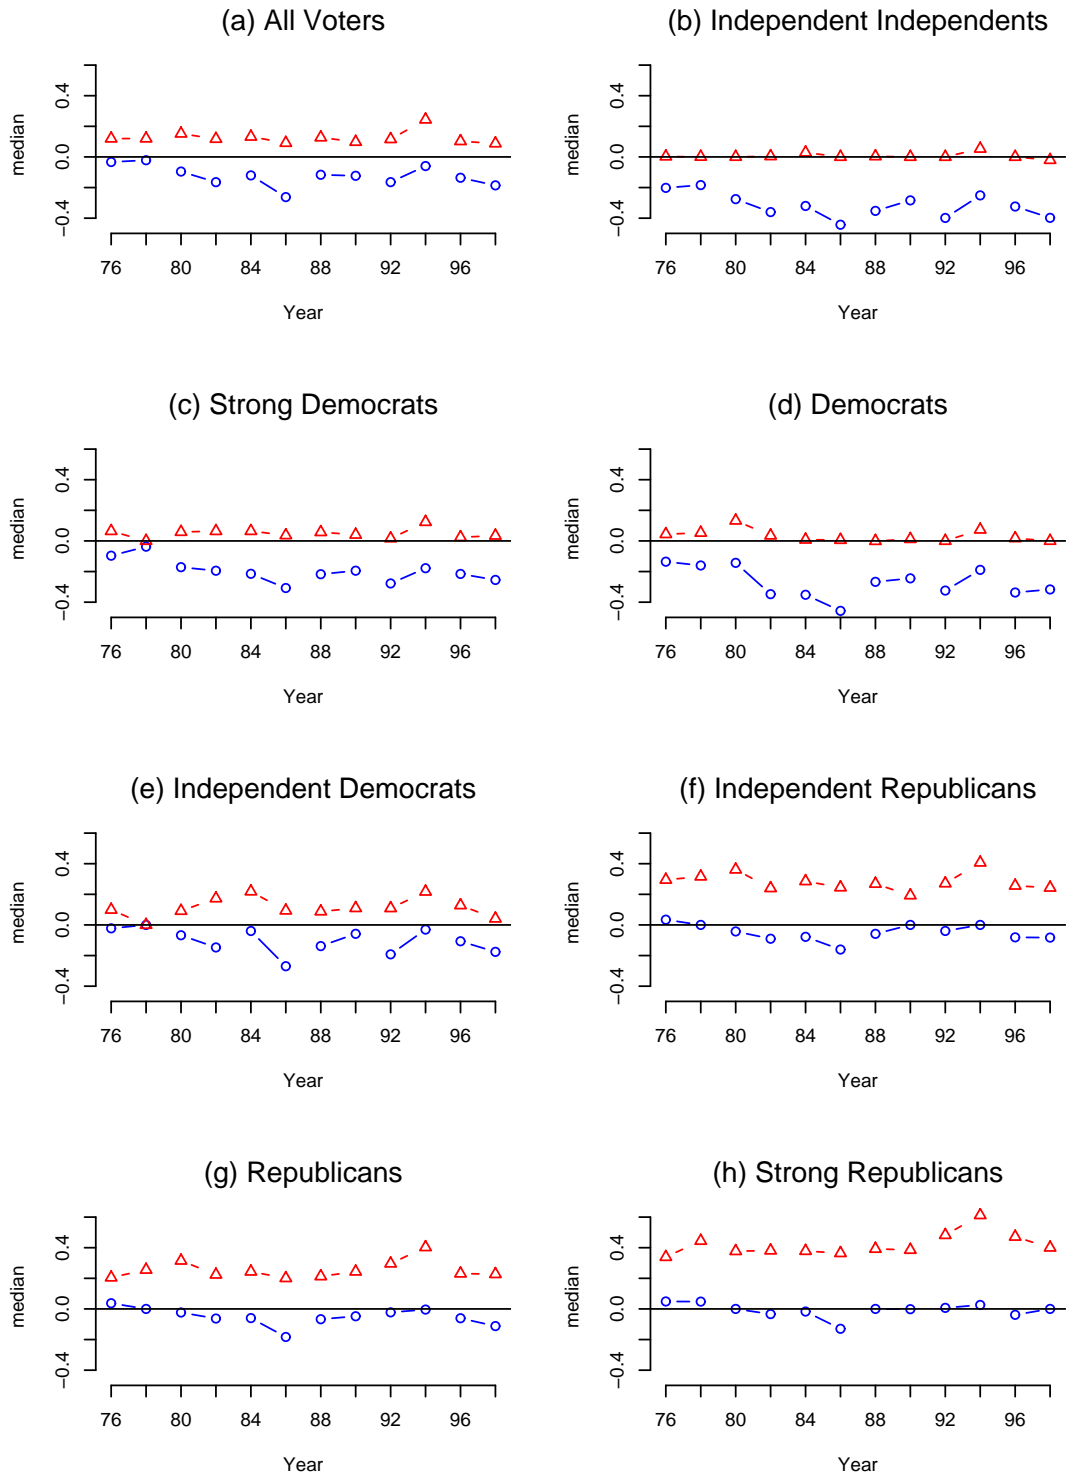 (a) All Voters
median
0.4
0.0
−0.4
76 80 84 88 92 96
Year
(b) Independent Independents
median
0.4
0.0
−0.4
76 80 84 88 92 96
Year
(c) Strong Democrats
median
0.4
0.0
−0.4
76 80 84 88 92 96
Year
(d) Democrats
median
0.4
0.0
−0.4
76 80 84 88 92 96
Year
(e) Independent Democrats
median
0.4
0.0
−0.4
76 80 84 88 92 96
Year
(f) Independent Republicans
median
0.4
0.0
−0.4
76 80 84 88 92 96
Year
(g) Republicans
median
0.4
0.0
−0.4
76 80 84 88 92 96
Year
(h) Strong Republicans
median
0.4
0.0
−0.4
76 80 84 88 92 96
Year